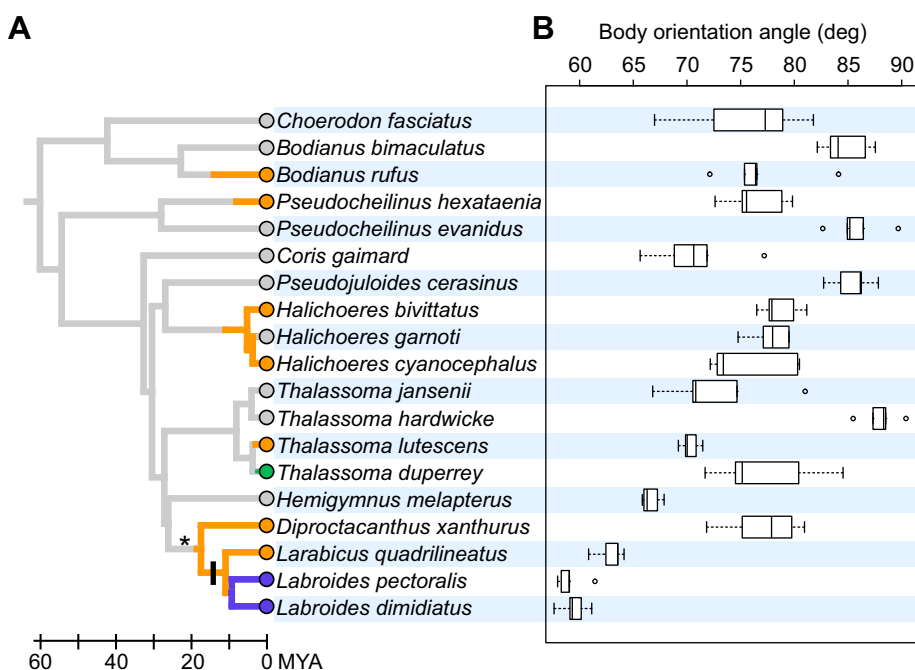 A
B
Body orientation angle (deg)
60 65 70 75 80 85 90
Choerodon fasciatus
Bodianus bimaculatus
Bodianus rufus
Pseudocheilinus hexataenia
Pseudocheilinus evanidus
Coris gaimard
Pseudojuloides cerasinus
Halichoeres bivittatus
Halichoeres garnoti
Halichoeres cyanocephalus
Thalassoma jansenii
Thalassoma hardwicke
Thalassoma lutescens
Thalassoma duperrey
Hemigymnus melapterus
Diproctacanthus xanthurus
*
Larabicus quadrilineatus
Labroides pectoralis
Labroides dimidiatus
60 40 20 0 MYA